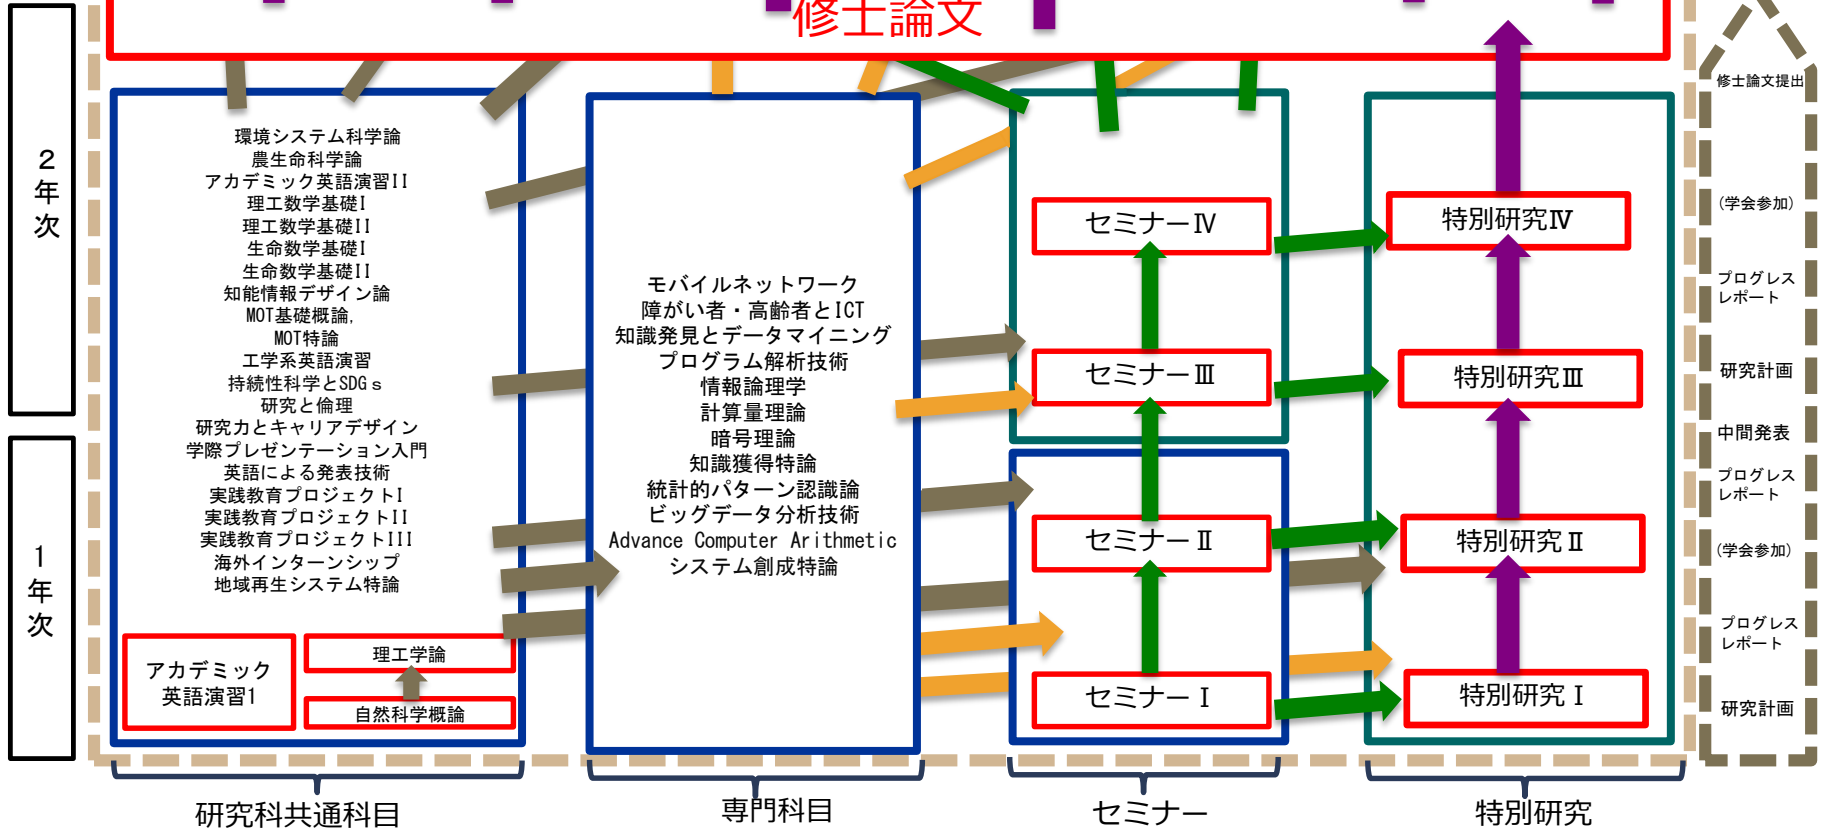 修士論文
2
年
次
1
年
次
環境システム科学論
農生命科学論
アカデミック英語演習II
理工数学基礎I
理工数学基礎II
生命数学基礎I
生命数学基礎II
知能情報デザイン論
MOT基礎概論,
MOT特論
工学系英語演習
持続性科学とSDGｓ
研究と倫理
研究力とキャリアデザイン
学際プレゼンテーション入門
英語による発表技術
実践教育プロジェクトI
実践教育プロジェクトII
実践教育プロジェクトIII
海外インターンシップ
地域再生システム特論
アカデミック
英語演習1
理工学論
自然科学概論
研究科共通科目
モバイルネットワーク
障がい者・高齢者とICT
知識発見とデータマイニング
プログラム解析技術
情報論理学
計算量理論
暗号理論
知識獲得特論
統計的パターン認識論
ビッグデータ分析技術
Advance Computer Arithmetic
システム創成特論
専門科目
セミナーⅣ
セミナーⅢ
セミナーⅡ
セミナーⅠ
セミナー
特別研究Ⅳ
特別研究Ⅲ
特別研究Ⅱ
特別研究Ⅰ
特別研究
修士論文提出
(学会参加)
プログレス
レポート
研究計画
中間発表
プログレス
レポート
(学会参加)
プログレス
レポート
研究計画